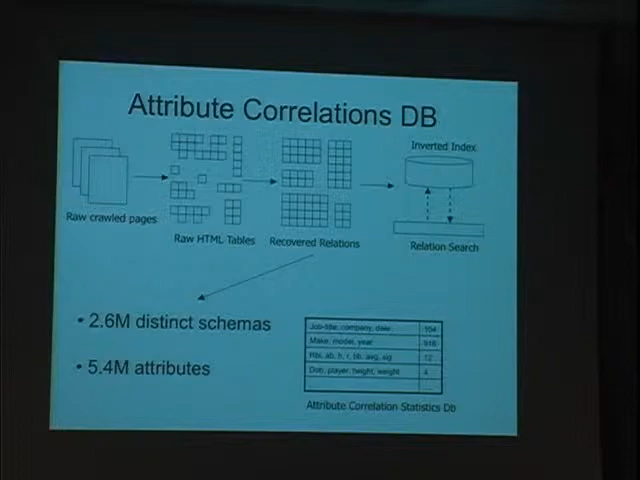 Attribute Correlations DB
Inverted Index
Raw crawled pages
Raw HTML Tables
Recovered Relations
Relation Search
• 2.6M distinct schemas
• 5.4M attributes
Job-title, company, date 104
Make, model, year 916
Rbi, ab, h, r, bb, avg, slg 12
Dob, player, height, weight 4
Attribute Correlation Statistics Db